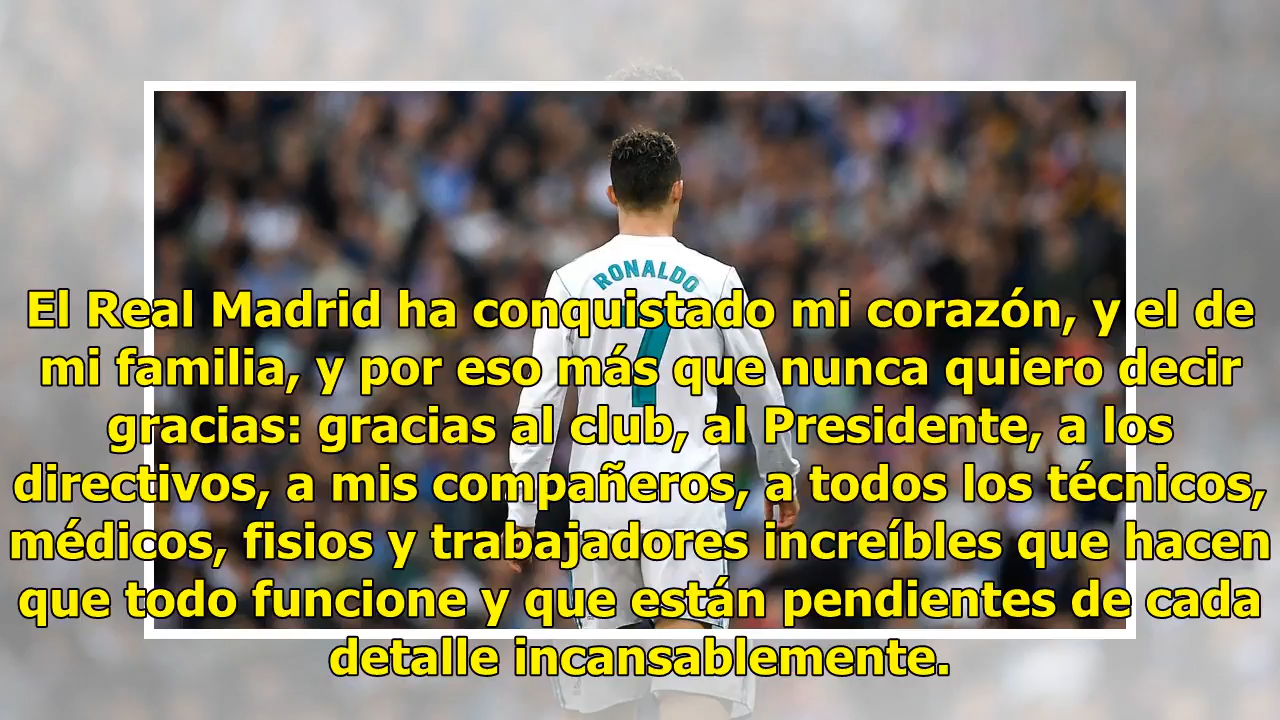 RONALDO
7
El Real Madrid ha conquistado mi corazón, y el de
mi familia, y por eso más que nunca quiero decir
gracias: gracias al club, al Presidente, a los
directivos, a mis compañeros, a todos los técnicos,
médicos, fisios y trabajadores increíbles que hacen
que todo funcione y que están pendientes de cada
detalle incansablemente.